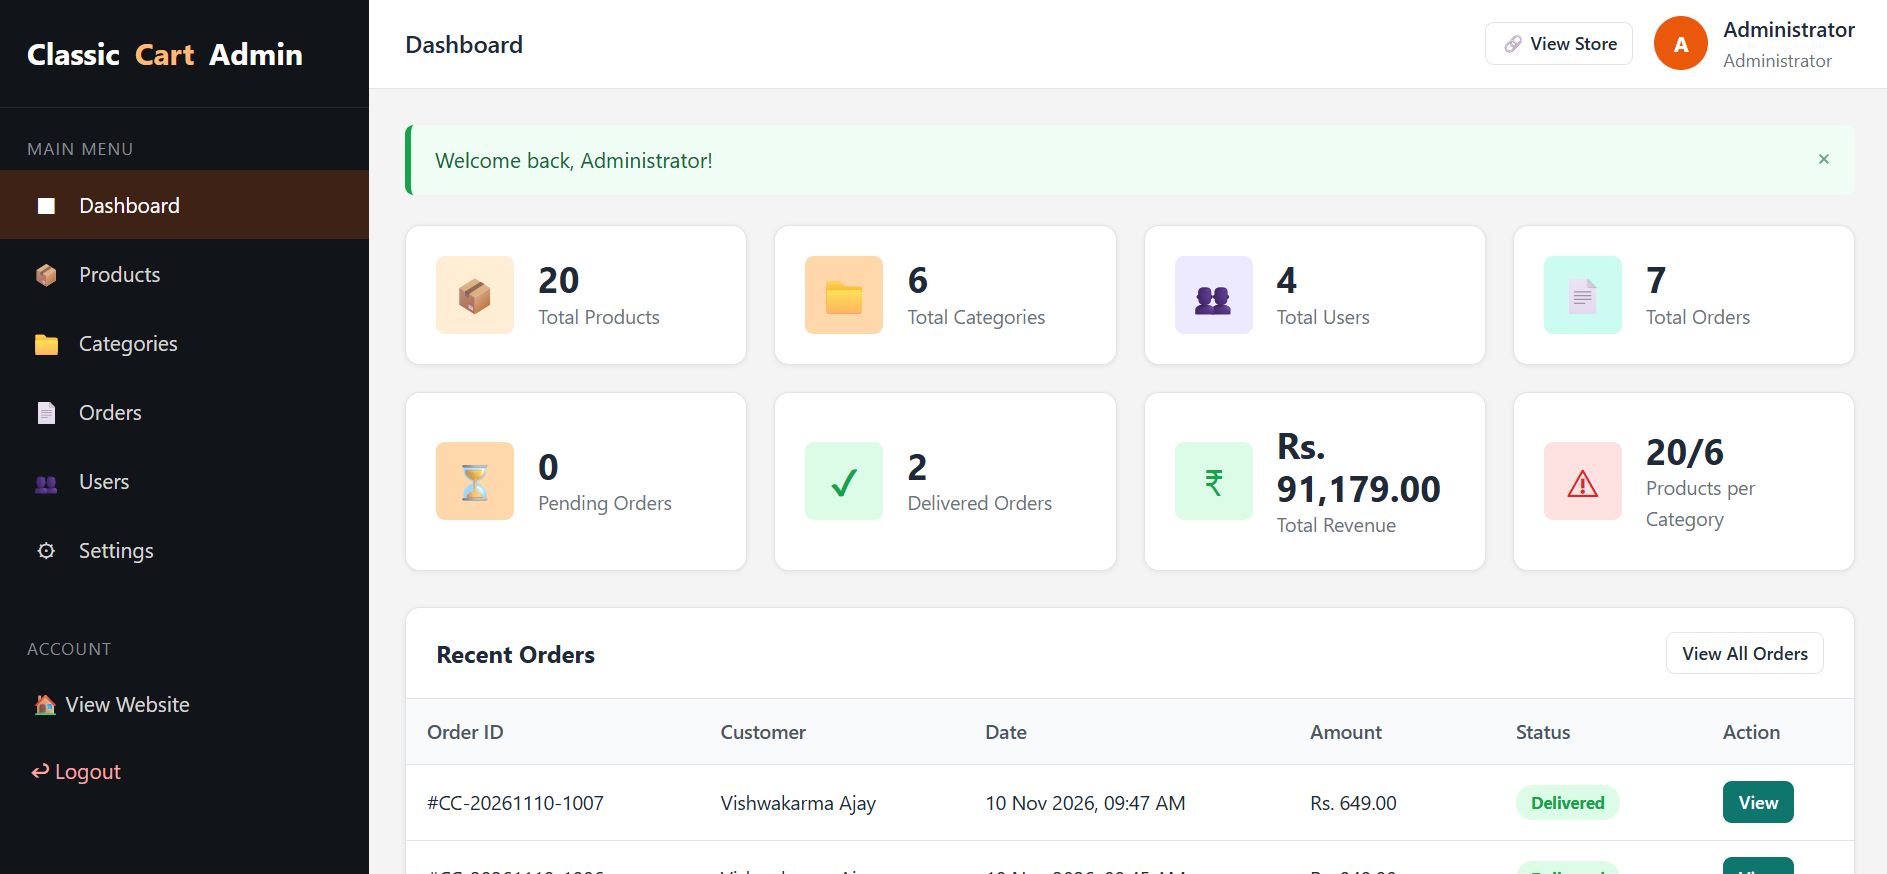 Classic Cart Admin
MAIN MENU
Dashboard
Products
Categories
Orders
Users
Settings
ACCOUNT
View Website
Logout
Dashboard
View Store
A
Administrator
Administrator
Welcome back, Administrator!
×
20
Total Products
6
Total Categories
4
Total Users
7
Total Orders
0
Pending Orders
2
Delivered Orders
₹
Rs.
91,179.00
Total Revenue
20/6
Products per
Category
Recent Orders
View All Orders
Order ID Customer Date Amount Status Action
#CC-20261110-1007 Vishwakarma Ajay 10 Nov 2026, 09:47 AM Rs. 649.00 Delivered View